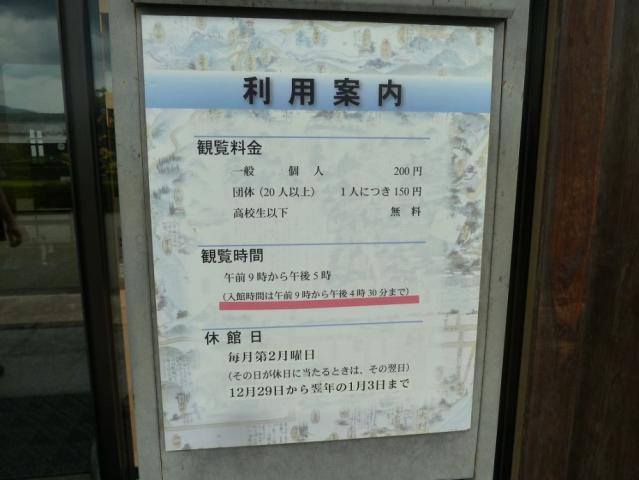 利用案内
観覧料金
一般 個人 200円
団体（20人以上） 1人につき150円
高校生以下 無料
観覧時間
午前9時から午後5時
（入館時間は午前9時から午後4時30分まで）
休館日
毎月第2月曜日
（その日が休日に当たるときは、その翌日）
12月29日から翌年の1月3日まで